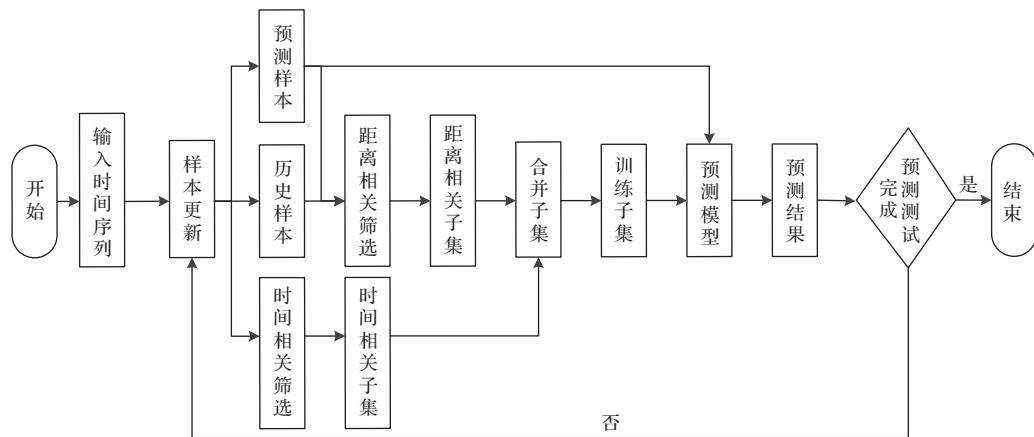 开始
输入时间序列
样本更新
预测样本
历史样本
时间相关筛选
距离相关筛选
时间相关子集
距离相关子集
合并子集
训练子集
预测模型
预测结果
预测测试
完成
是
结束
否